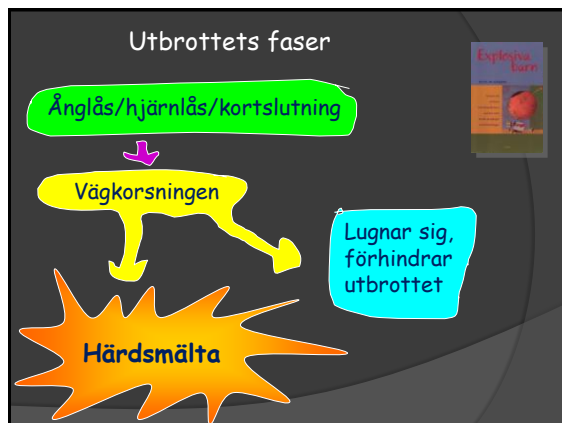 Utbrottets faser
Explosiva
barn
Ånglås/hjärnlås/kortslutning
Vägkorsningen
Lugnar sig,
förhindrar
utbrottet
Härdsmälta